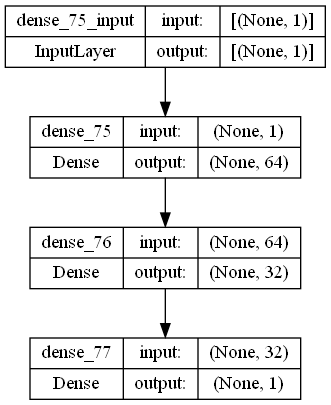 dense_75_input input: [(None, 1)]
InputLayer output: [(None, 1)]
dense_75 input: (None, 1)
Dense output: (None, 64)
dense_76 input: (None, 64)
Dense output: (None, 32)
dense_77 input: (None, 32)
Dense output: (None, 1)